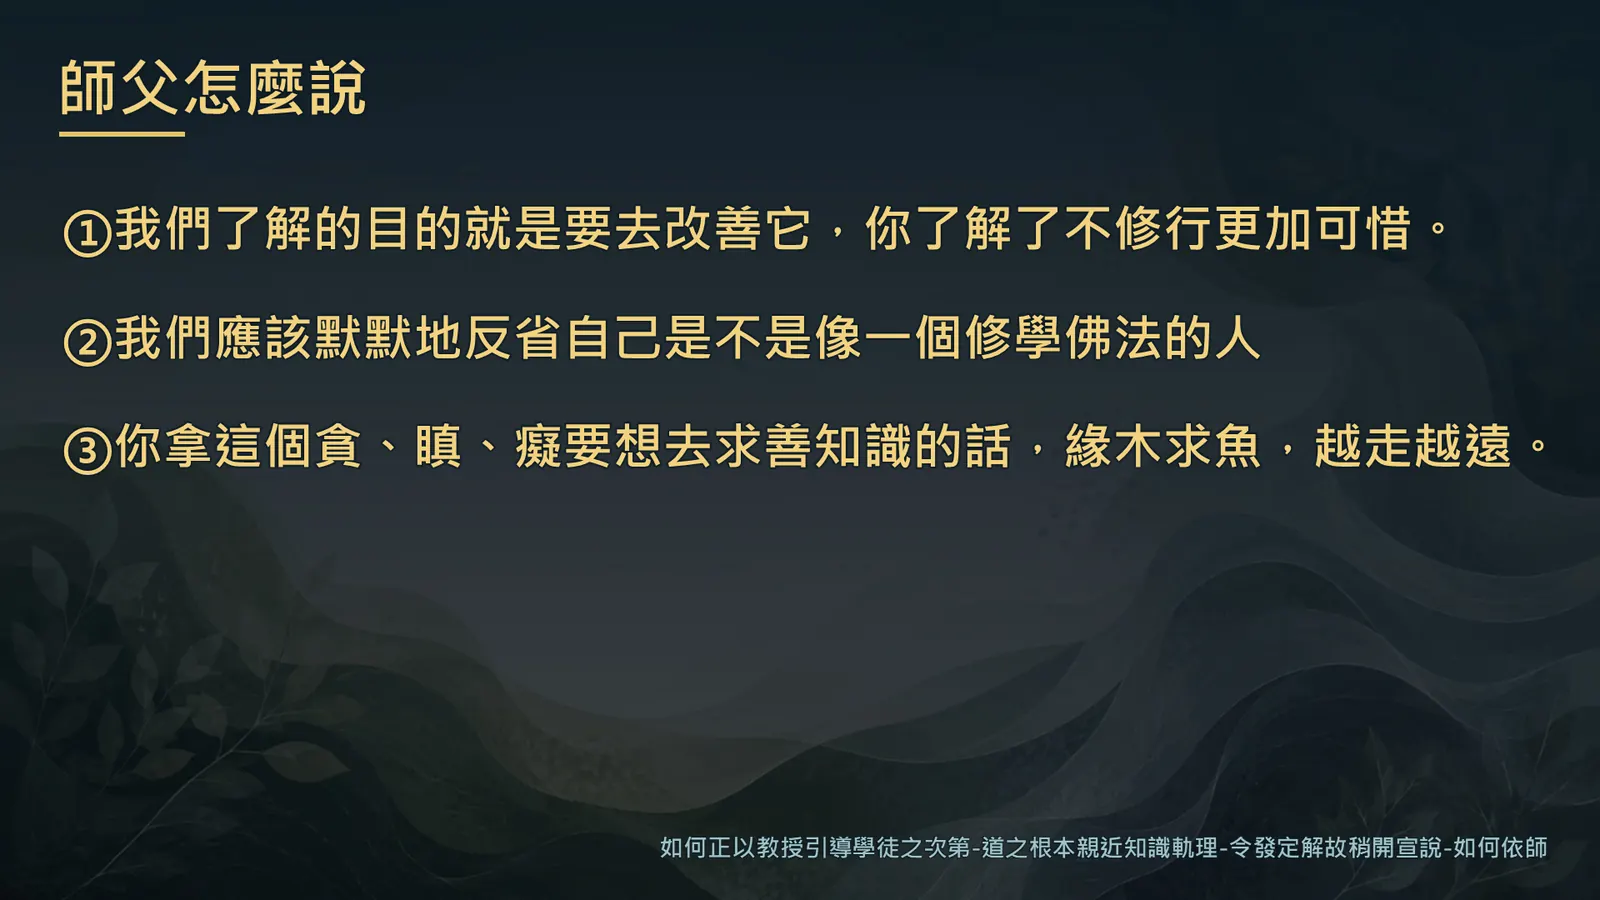 師父怎麼說
①我們了解的目的就是要去改善它，你了解了不修行更加可惜。
②我們應該默默地反省自己是不是像一個修學佛法的人
③你拿這個貪、瞋、癡要想去求善知識的話，緣木求魚，越走越遠。
如何正以教授引導學徒之次第-道之根本親近知識軌理-令發定解故稍開宣說-如何依師